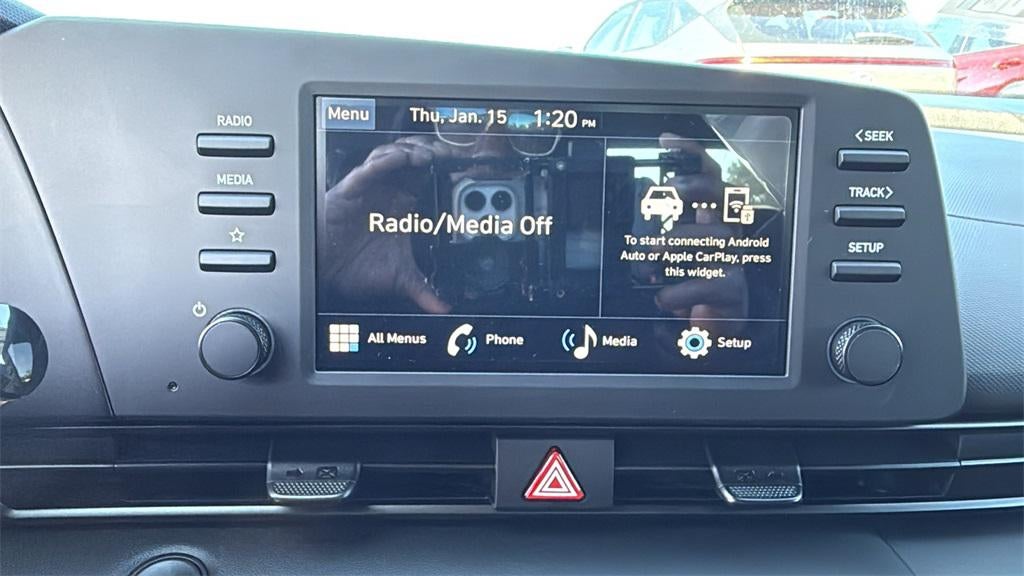 RADIO
MEDIA
Menu
Thu, Jan. 15 1:20 PM
Radio/Media Off
To start connecting Android
Auto or Apple CarPlay, press
this widget.
All Menus
Phone
Media
Setup
<SEEK
TRACK>
SETUP